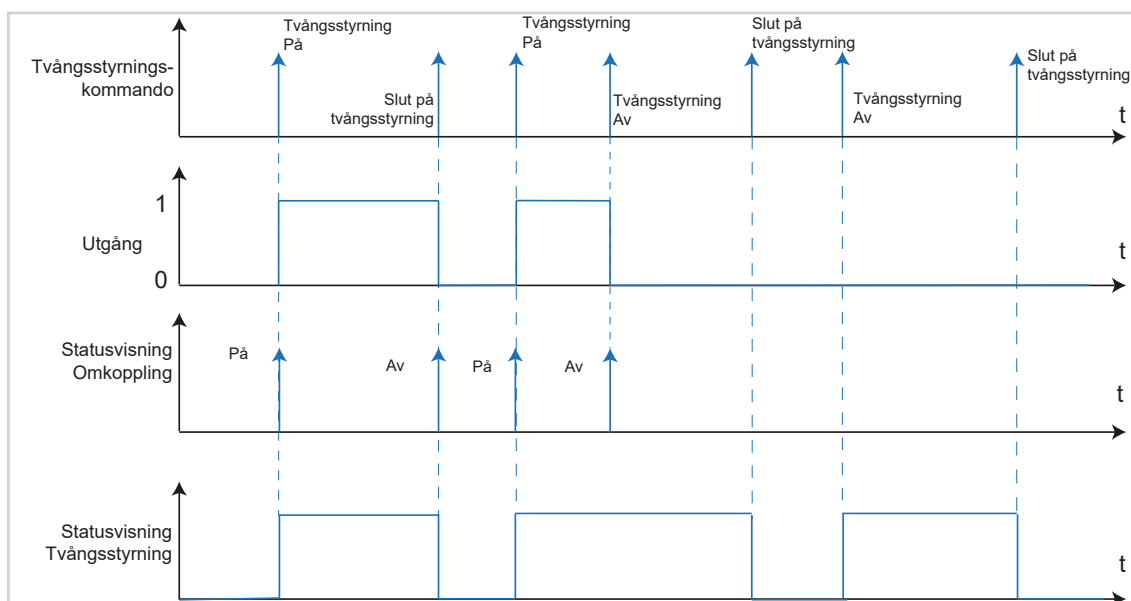 Tvångsstyrning
På
Tvångsstyrning
På
Slut på
tvångsstyrning
Slut på
tvångsstyrning
Tvångsstyrnings-
kommando
Slut på
tvångsstyrning
Tvångsstyrning
Av
Tvångsstyrning
Av
t
1
Utgång
0
t
Statusvisning
Omkoppling
På
Av
På
Av
t
Statusvisning
Tvångsstyrning
t